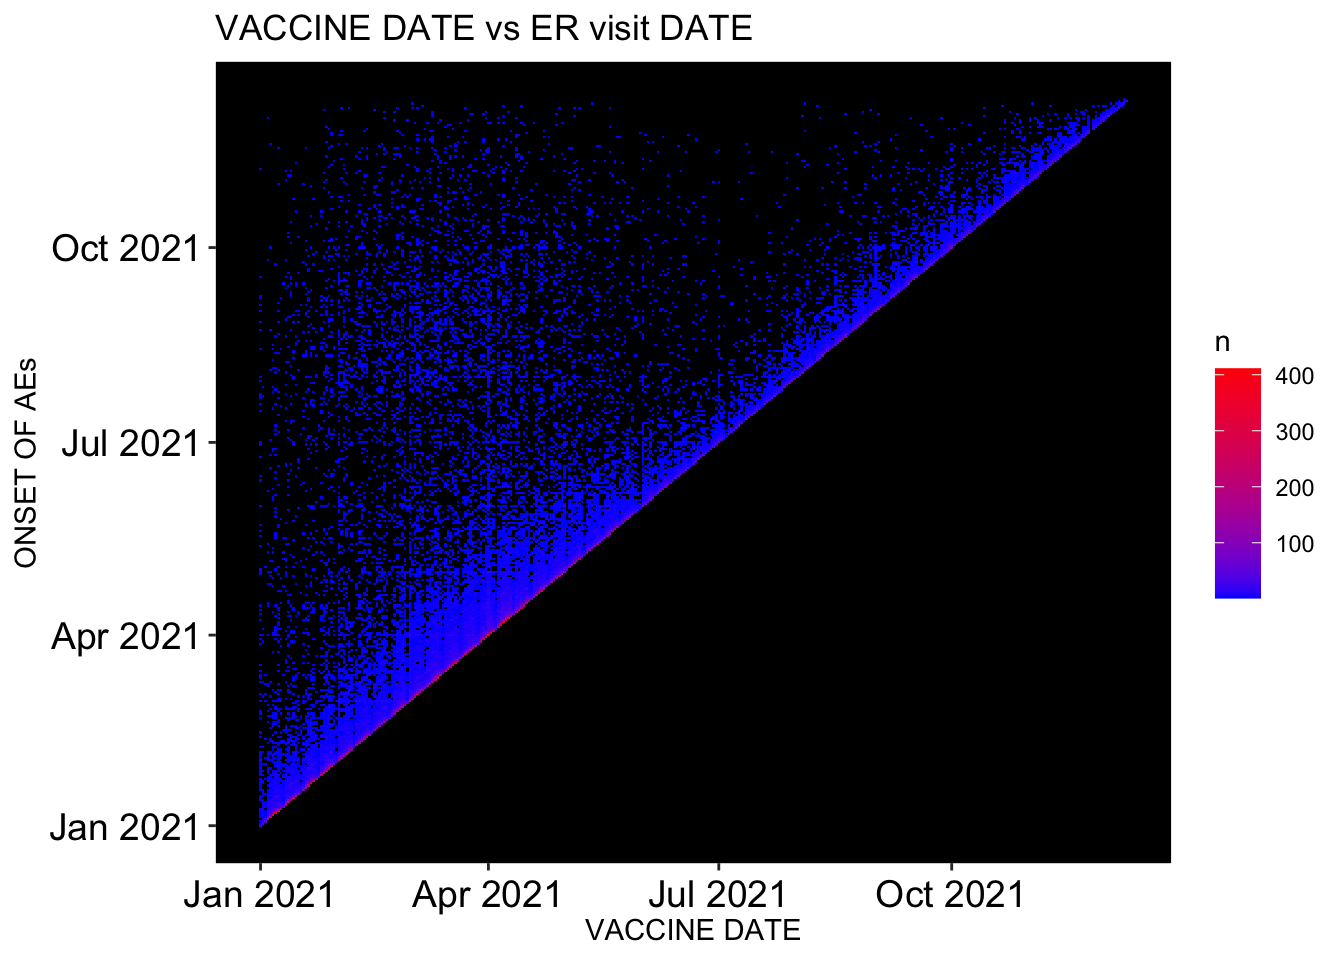 VACCINE DATE vs ER visit DATE
ONSET OF AEs
Oct 2021
Jul 2021
Apr 2021
Jan 2021
Jan 2021 Apr 2021 Jul 2021 Oct 2021
VACCINE DATE
n
400
300
200
100